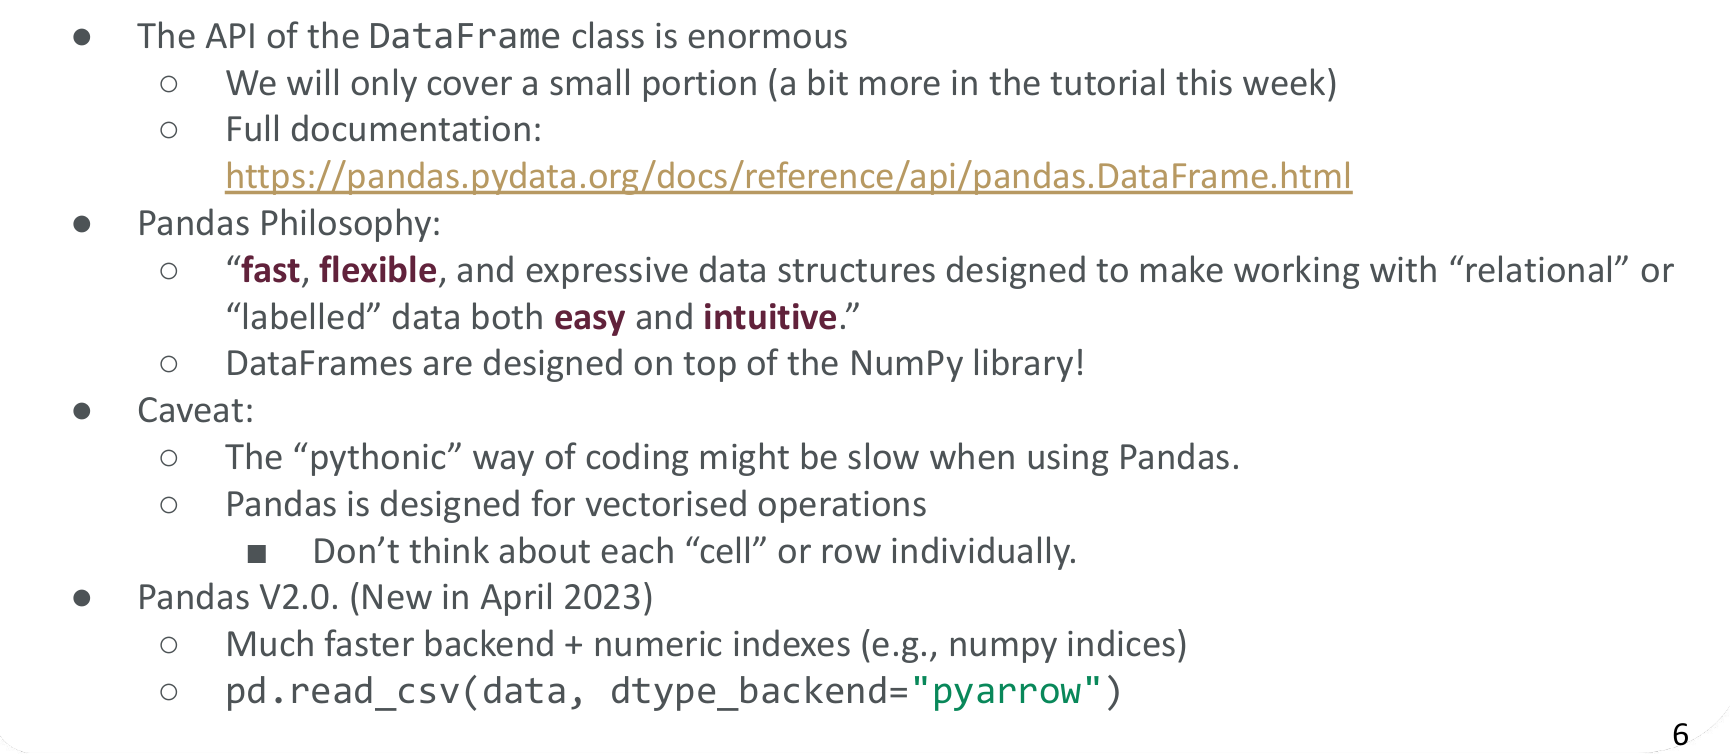 ● The API of the DataFrame class is enormous
○ We will only cover a small portion (a bit more in the tutorial this week)
○ Full documentation:
https://pandas.pydata.org/docs/reference/api/pandas.DataFrame.html
● Pandas Philosophy:
○ “fast, flexible, and expressive data structures designed to make working with “relational” or
“labelled” data both easy and intuitive.”
○ DataFrames are designed on top of the NumPy library!
● Caveat:
○ The “pythonic” way of coding might be slow when using Pandas.
○ Pandas is designed for vectorised operations
■ Don’t think about each “cell” or row individually.
● Pandas V2.0. (New in April 2023)
○ Much faster backend + numeric indexes (e.g., numpy indices)
○ pd.read_csv(data, dtype_backend="pyarrow")
6